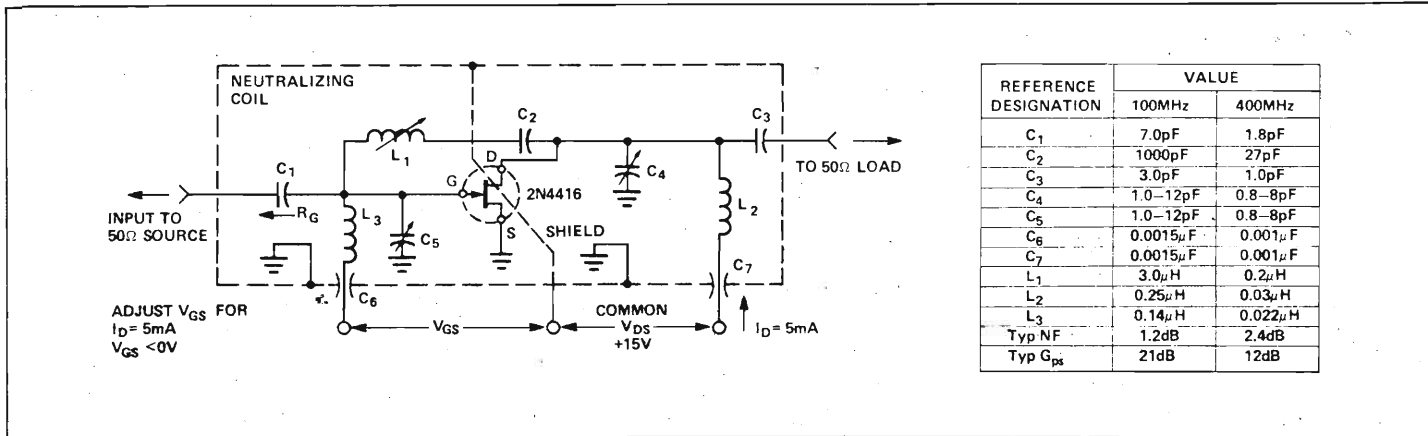 NEUTRALIZING
COIL
C1
L1
C2
C3
TO 50Ω LOAD
D
G
S
2N4416
SHIELD
C4
L2
INPUT TO
50Ω SOURCE
RG
L3
C5
C6
C7
ADJUST VGS FOR
ID = 5mA
VGS <0V
VGS
COMMON
VDS
+15V
ID = 5mA
REFERENCE DESIGNATION VALUE
100MHz 400MHz
C1 7.0pF 1.8pF
C2 1000pF 27pF
C3 3.0pF 1.0pF
C4 1.0–12pF 0.8–8pF
C5 1.0–12pF 0.8–8pF
C6 0.0015μF 0.001μF
C7 0.0015μF 0.001μF
L1 3.0μH 0.2μH
L2 0.25μH 0.03μH
L3 0.14μH 0.022μH
Typ NF 1.2dB 2.4dB
Typ Gps 21dB 12dB